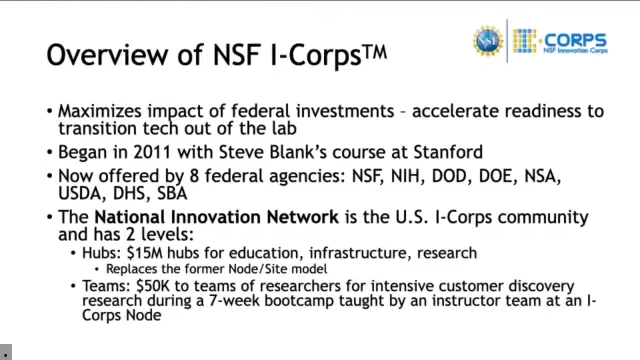 Overview of NSF I-Corps™
NSF
CORPS
NSF Innovation Corps
• Maximizes impact of federal investments – accelerate readiness to
transition tech out of the lab
• Began in 2011 with Steve Blank’s course at Stanford
• Now offered by 8 federal agencies: NSF, NIH, DOD, DOE, NSA,
USDA, DHS, SBA
• The National Innovation Network is the U.S. I-Corps community
and has 2 levels:
• Hubs: $15M hubs for education, infrastructure, research
• Replaces the former Node/Site model
• Teams: $50K to teams of researchers for intensive customer discovery
research during a 7-week bootcamp taught by an instructor team at an I-
Corps Node